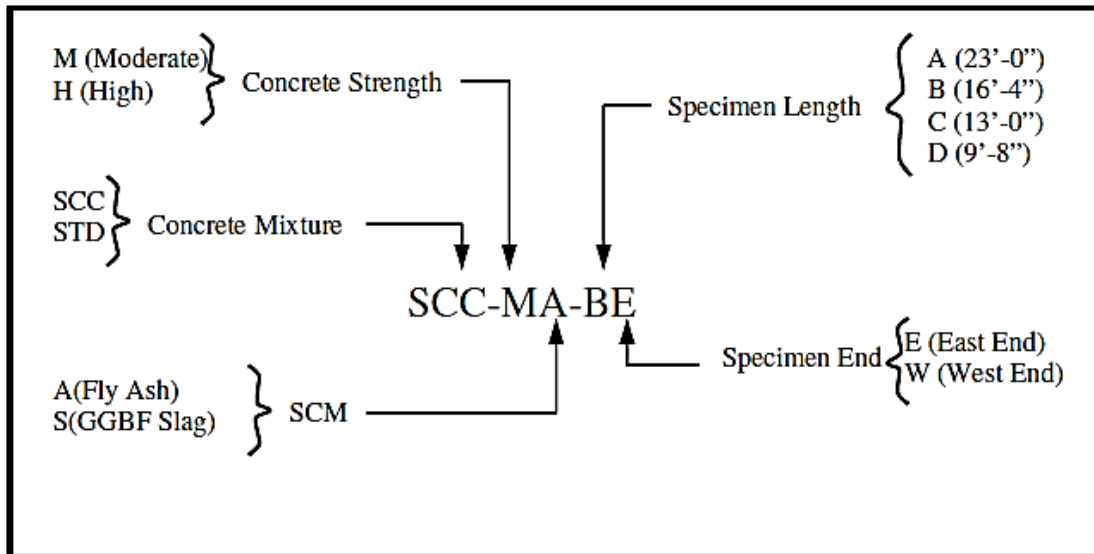 M (Moderate)
H (High)
Concrete Strength
Specimen Length
A (23’-0”)
B (16’-4”)
C (13’-0”)
D (9’-8”)
SCC
STD
Concrete Mixture
SCC-MA-BE
A(Fly Ash)
S(GGBF Slag)
SCM
Specimen End
E (East End)
W (West End)